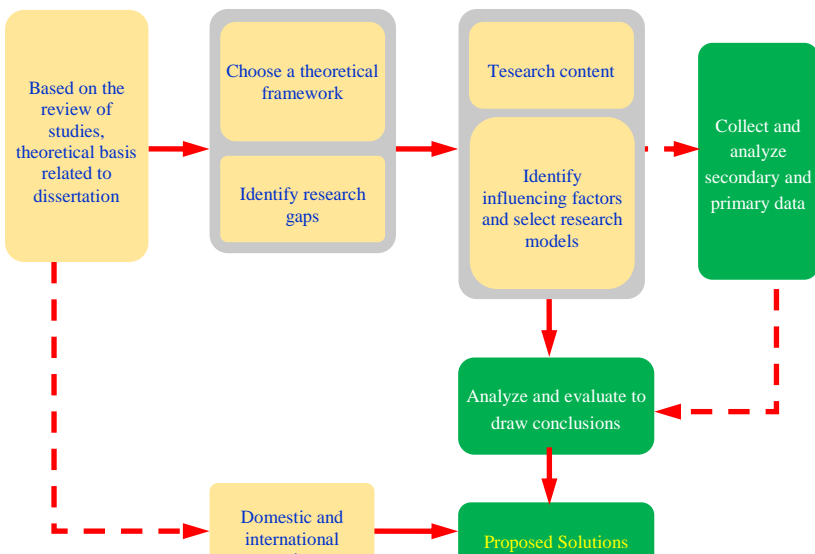 Based on the
review of
studies,
theoretical basis
related to
dissertation
Choose a theoretical
framework
Identify research
gaps
Tesearch content
Identify
influencing factors
and select research
models
Collect and
analyze
secondary and
primary data
Analyze and evaluate to
draw conclusions
Domestic and
international
Proposed Solutions